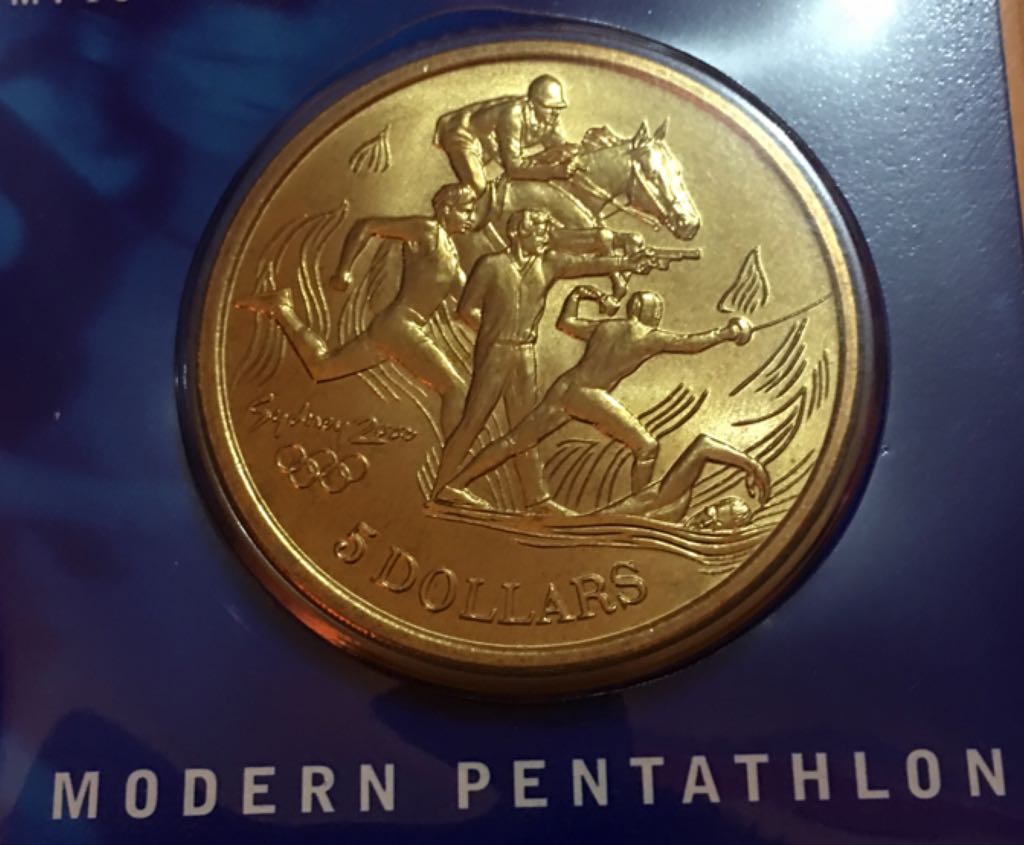 Sydney 2000
5 DOLLARS
MODERN PENTATHLON